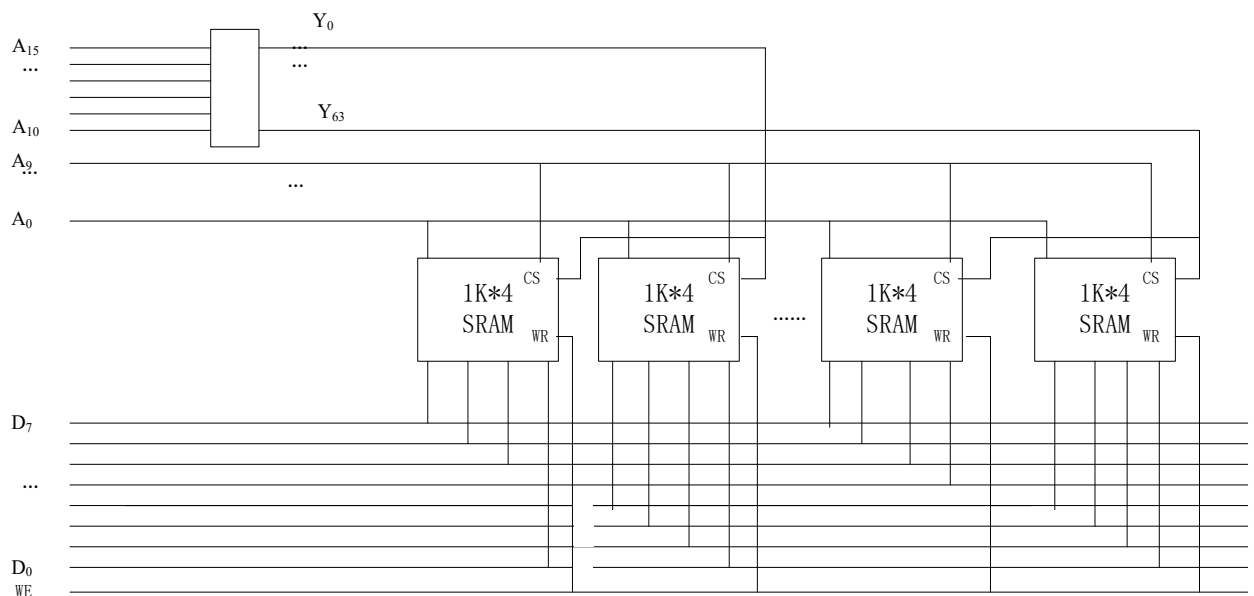 Y₀
A₁₅
...
...
...
Y₆₃
A₁₀
A₉
...
...
A₀
CS
1K*4
SRAM
WR
CS
1K*4
SRAM
WR
......
CS
1K*4
SRAM
WR
CS
1K*4
SRAM
WR
D₇
...
D₀
WE